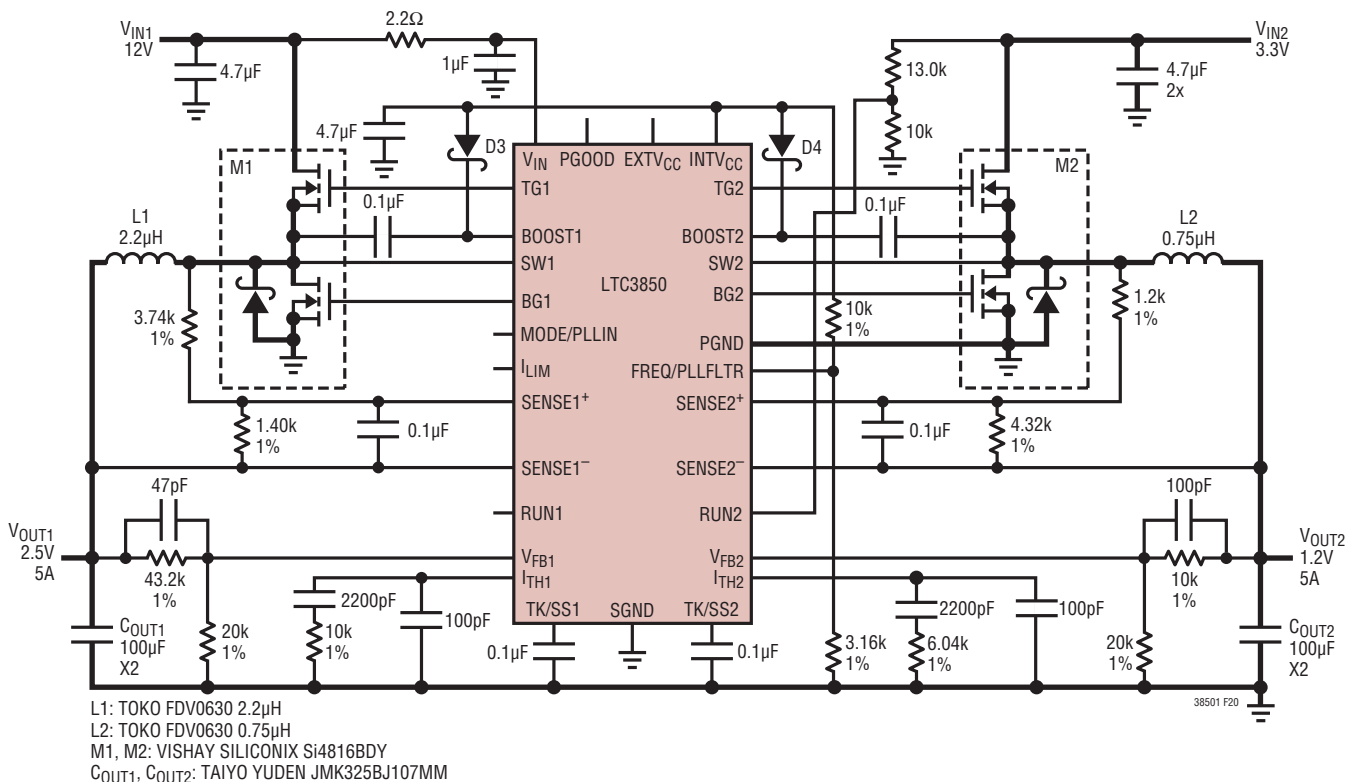 VIN1
12V
2.2Ω
4.7µF
1µF
VIN2
3.3V
13.0k
10k
4.7µF
2x
4.7µF
D3
D4
M1
M2
VIN
PGOOD
EXTVCC
INTVCC
TG1
TG2
0.1µF
0.1µF
L1
2.2µH
L2
0.75µH
BOOST1
BOOST2
SW1
SW2
LTC3850
BG1
BG2
3.74k
1%
10k
1%
1.2k
1%
MODE/PLLIN
PGND
ILIM
FREQ/PLLFLTR
SENSE1+
SENSE2+
1.40k
1%
0.1µF
0.1µF
4.32k
1%
SENSE1–
SENSE2–
47pF
100pF
RUN1
RUN2
VOUT1
2.5V
5A
VOUT2
1.2V
5A
VFB1
VFB2
43.2k
1%
10k
1%
ITH1
ITH2
2200pF
100pF
2200pF
100pF
TK/SS1
SGND
TK/SS2
COUT1
100µF
X2
20k
1%
10k
1%
0.1µF
0.1µF
3.16k
1%
6.04k
1%
20k
1%
COUT2
100µF
X2
38501 F20
L1: TOKO FDV0630 2.2µH
L2: TOKO FDV0630 0.75µH
M1, M2: VISHAY SILICONIX Si4816BDY
COUT1, COUT2: TAIYO YUDEN JMK325BJ107MM